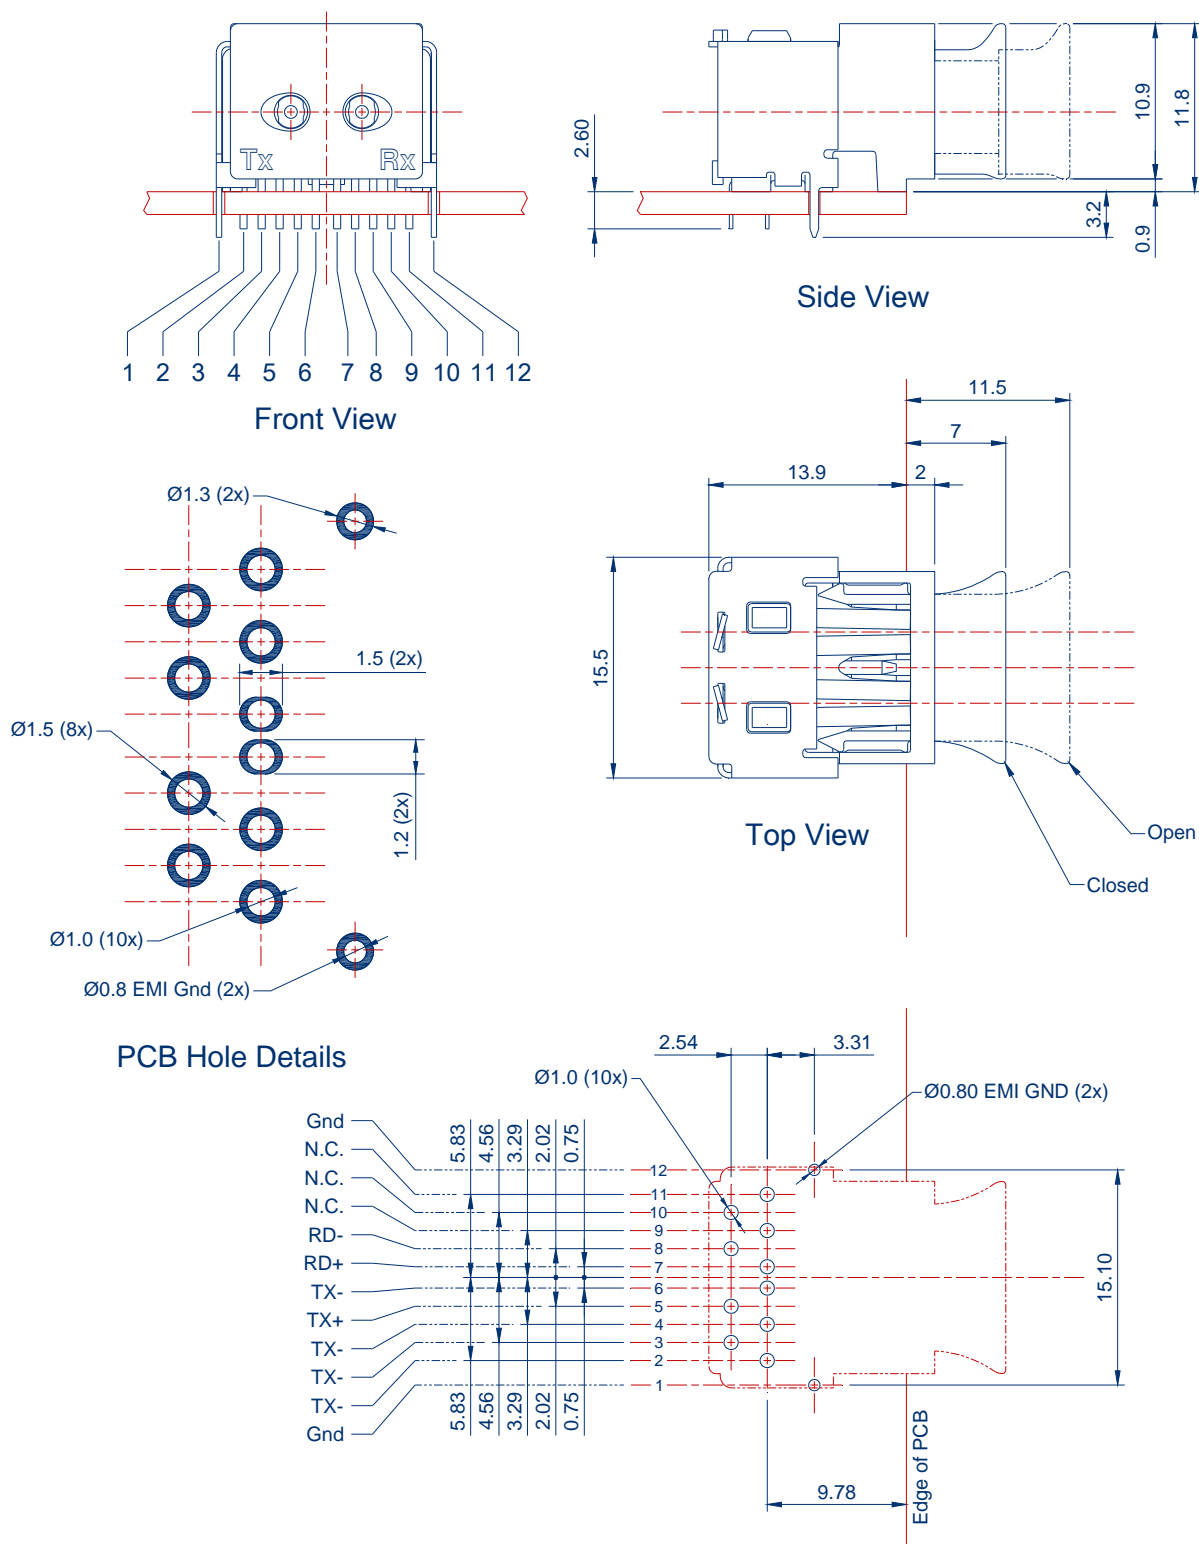 Tx Rx
1 2 3 4 5 6 7 8 9 10 11 12
Front View
2.60
10.9
11.8
3.2
0.9
Side View
11.5
7
13.9
2
15.5
Top View
Open
Closed
Ø1.3 (2x)
1.5 (2x)
Ø1.5 (8x)
1.2 (2x)
Ø1.0 (10x)
Ø0.8 EMI Gnd (2x)
PCB Hole Details
2.54
3.31
Ø1.0 (10x)
Ø0.80 EMI GND (2x)
5.83
4.56
3.29
2.02
0.75
Gnd
N.C.
N.C.
N.C.
RD-
RD+
TX-
TX+
TX-
TX-
TX-
Gnd
12
11
10
9
8
7
6
5
4
3
2
1
5.83
4.56
3.29
2.02
0.75
15.10
9.78
Edge of PCB